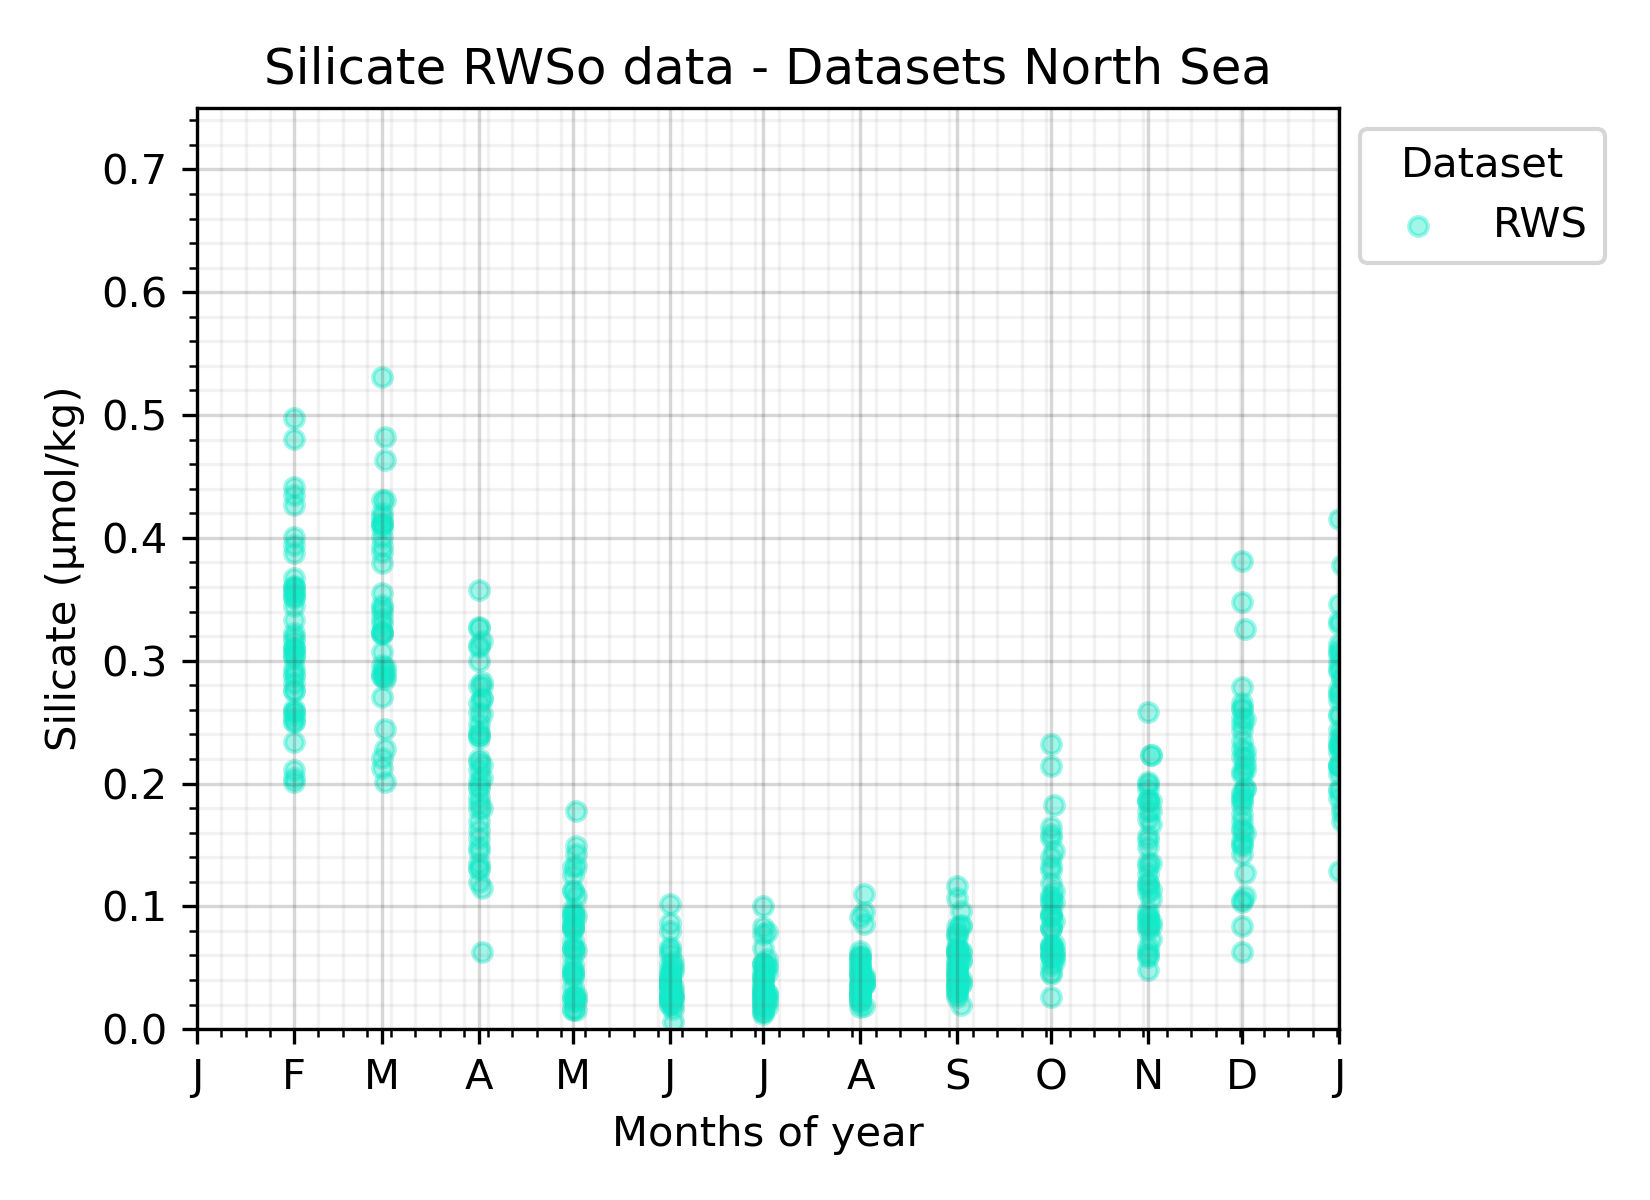 Silicate RWSo data - Datasets North Sea
Dataset
RWS
Silicate (µmol/kg)
0.7
0.6
0.5
0.4
0.3
0.2
0.1
0.0
J F M A M J J A S O N D J
Months of year